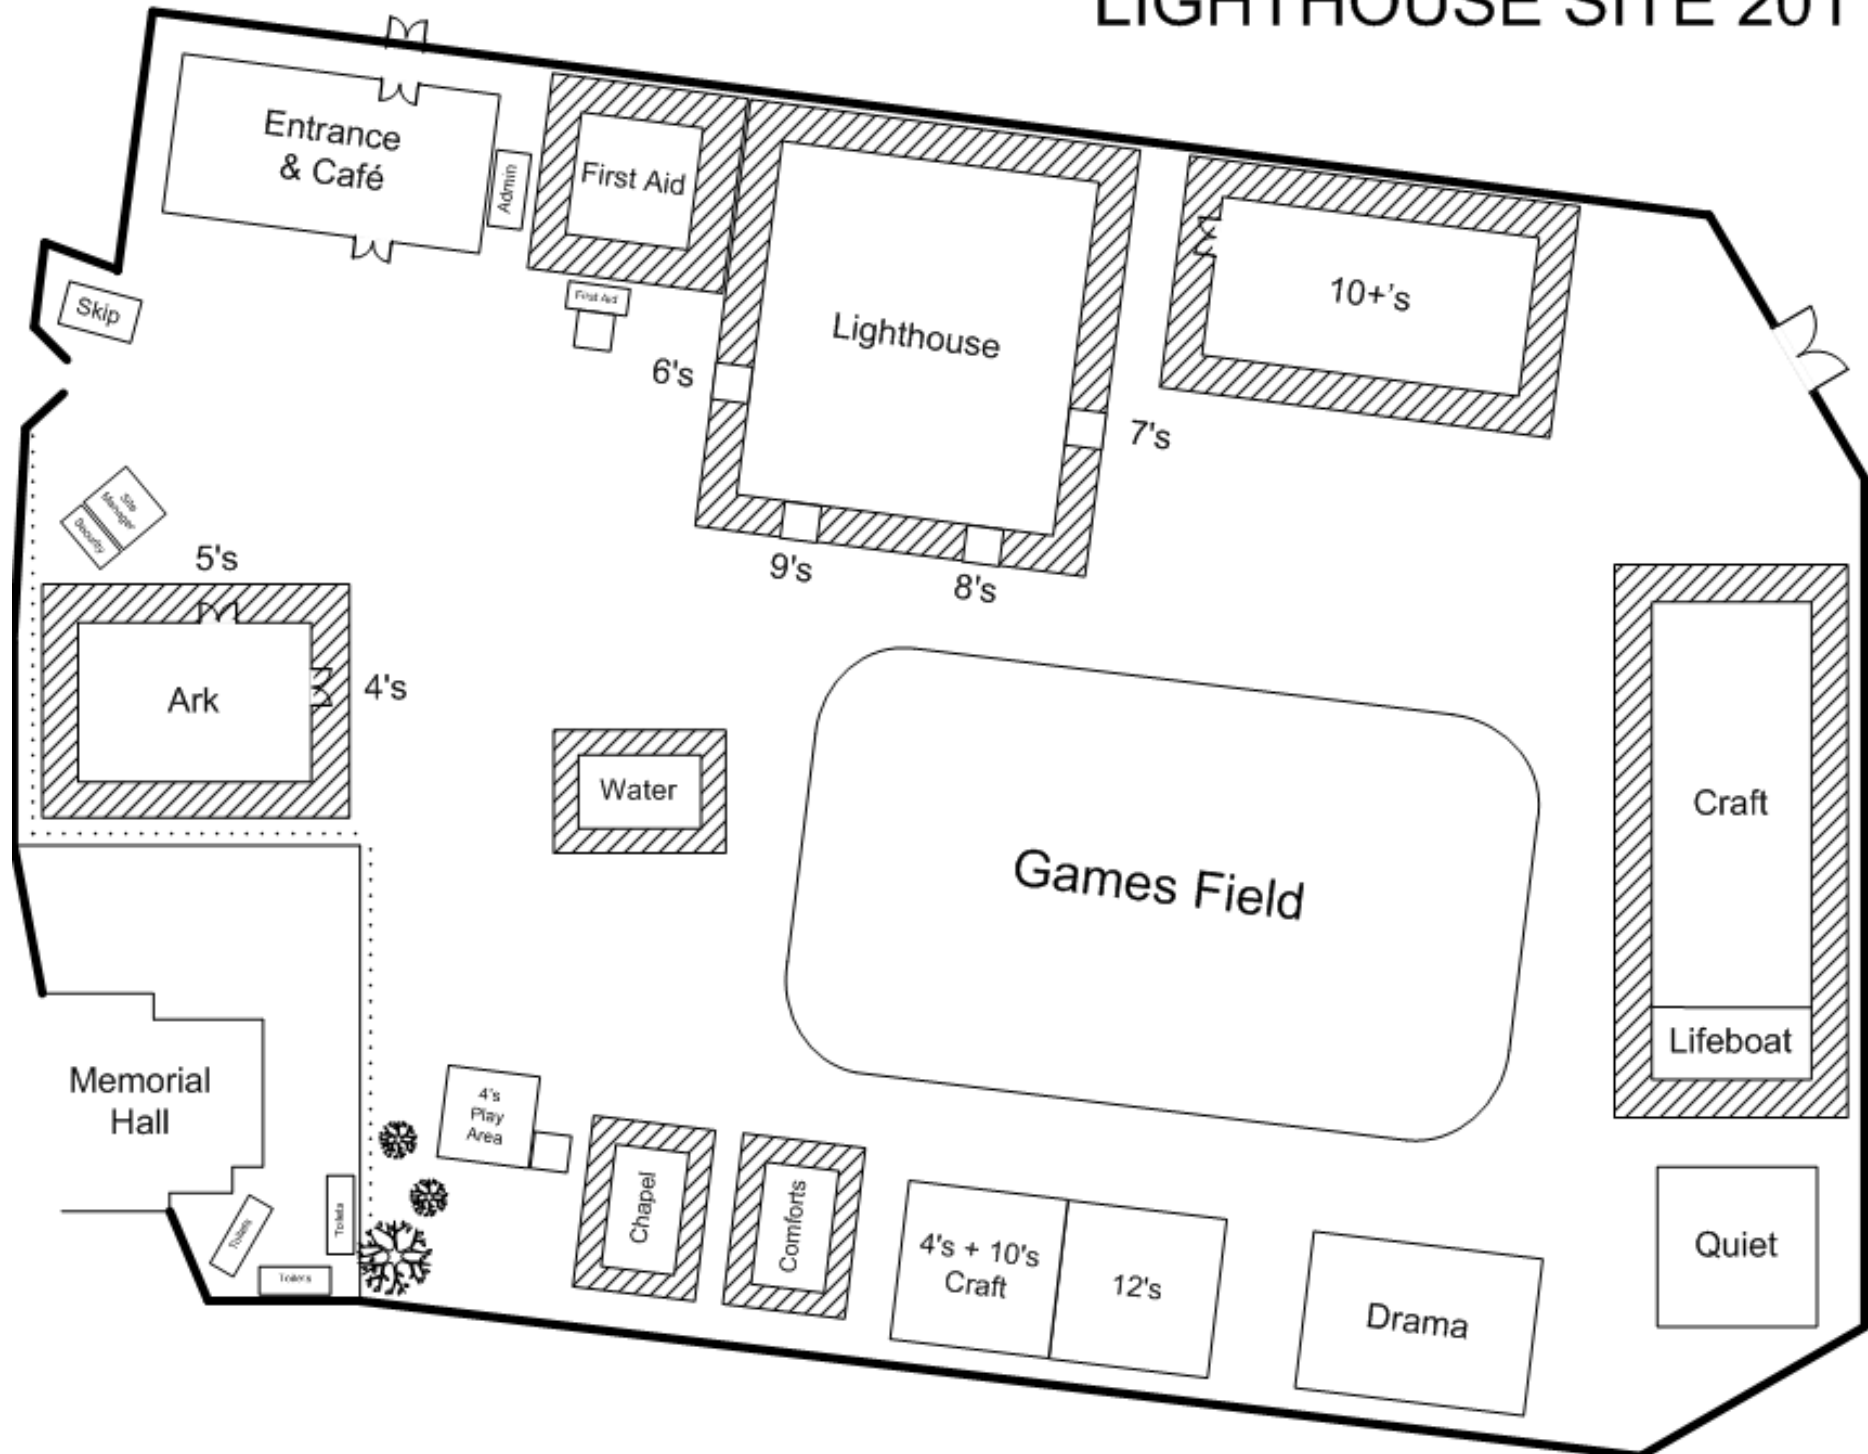 LIGHTHOUSE SITE 201
Entrance
& Café
Admin
First Aid
First Aid
Skip
Lighthouse
10+'s
6's
7's
Site
Manager
Security
5's
9's
8's
Ark
4's
Water
Craft
Games Field
Lifeboat
Memorial
Hall
4's
Play
Area
Chapel
Comforts
4's + 10's
Craft
12's
Drama
Quiet
Toilets
Toilets
Toilets